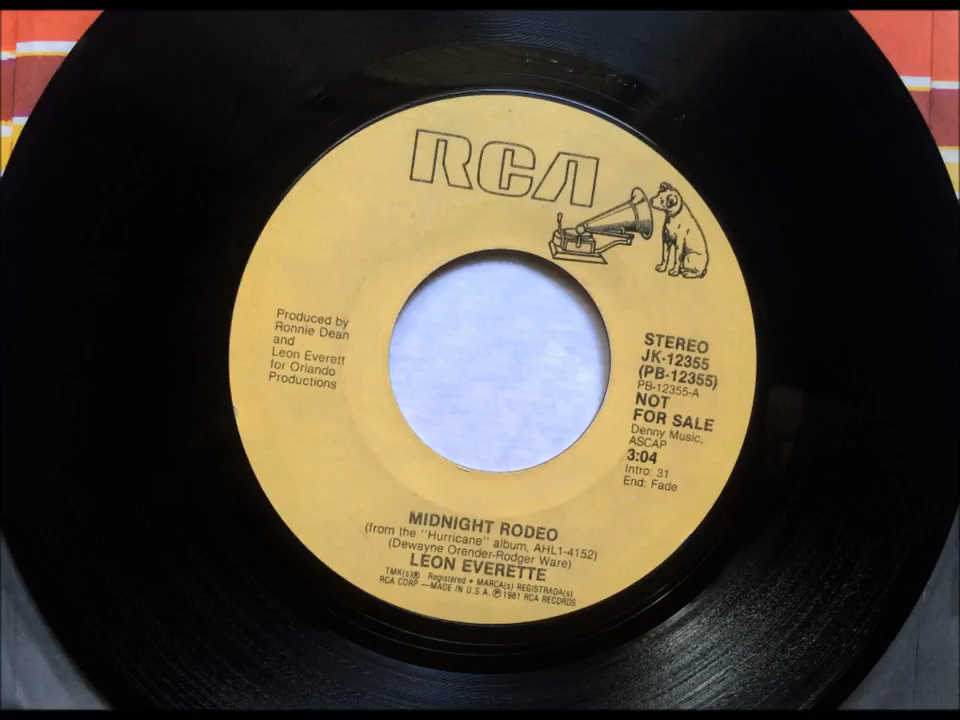 RCA
Produced by
Ronnie Dean
and
Leon Everett
for Orlando
Productions
STEREO
JK-12355
(PB-12355)
PB-12355-A
NOT
FOR SALE
Denny Music,
ASCAP
3:04
Intro: 31
End: Fade
MIDNIGHT RODEO
(from the "Hurricane" album, AHL1-4152)
(Dewayne Orender-Rodger Ware)
LEON EVERETTE
TMK(s)® Registered • MARCA(s) REGISTRADA(s)
RCA CORP.—MADE IN U.S.A. ℗ 1981 RCA RECORDS